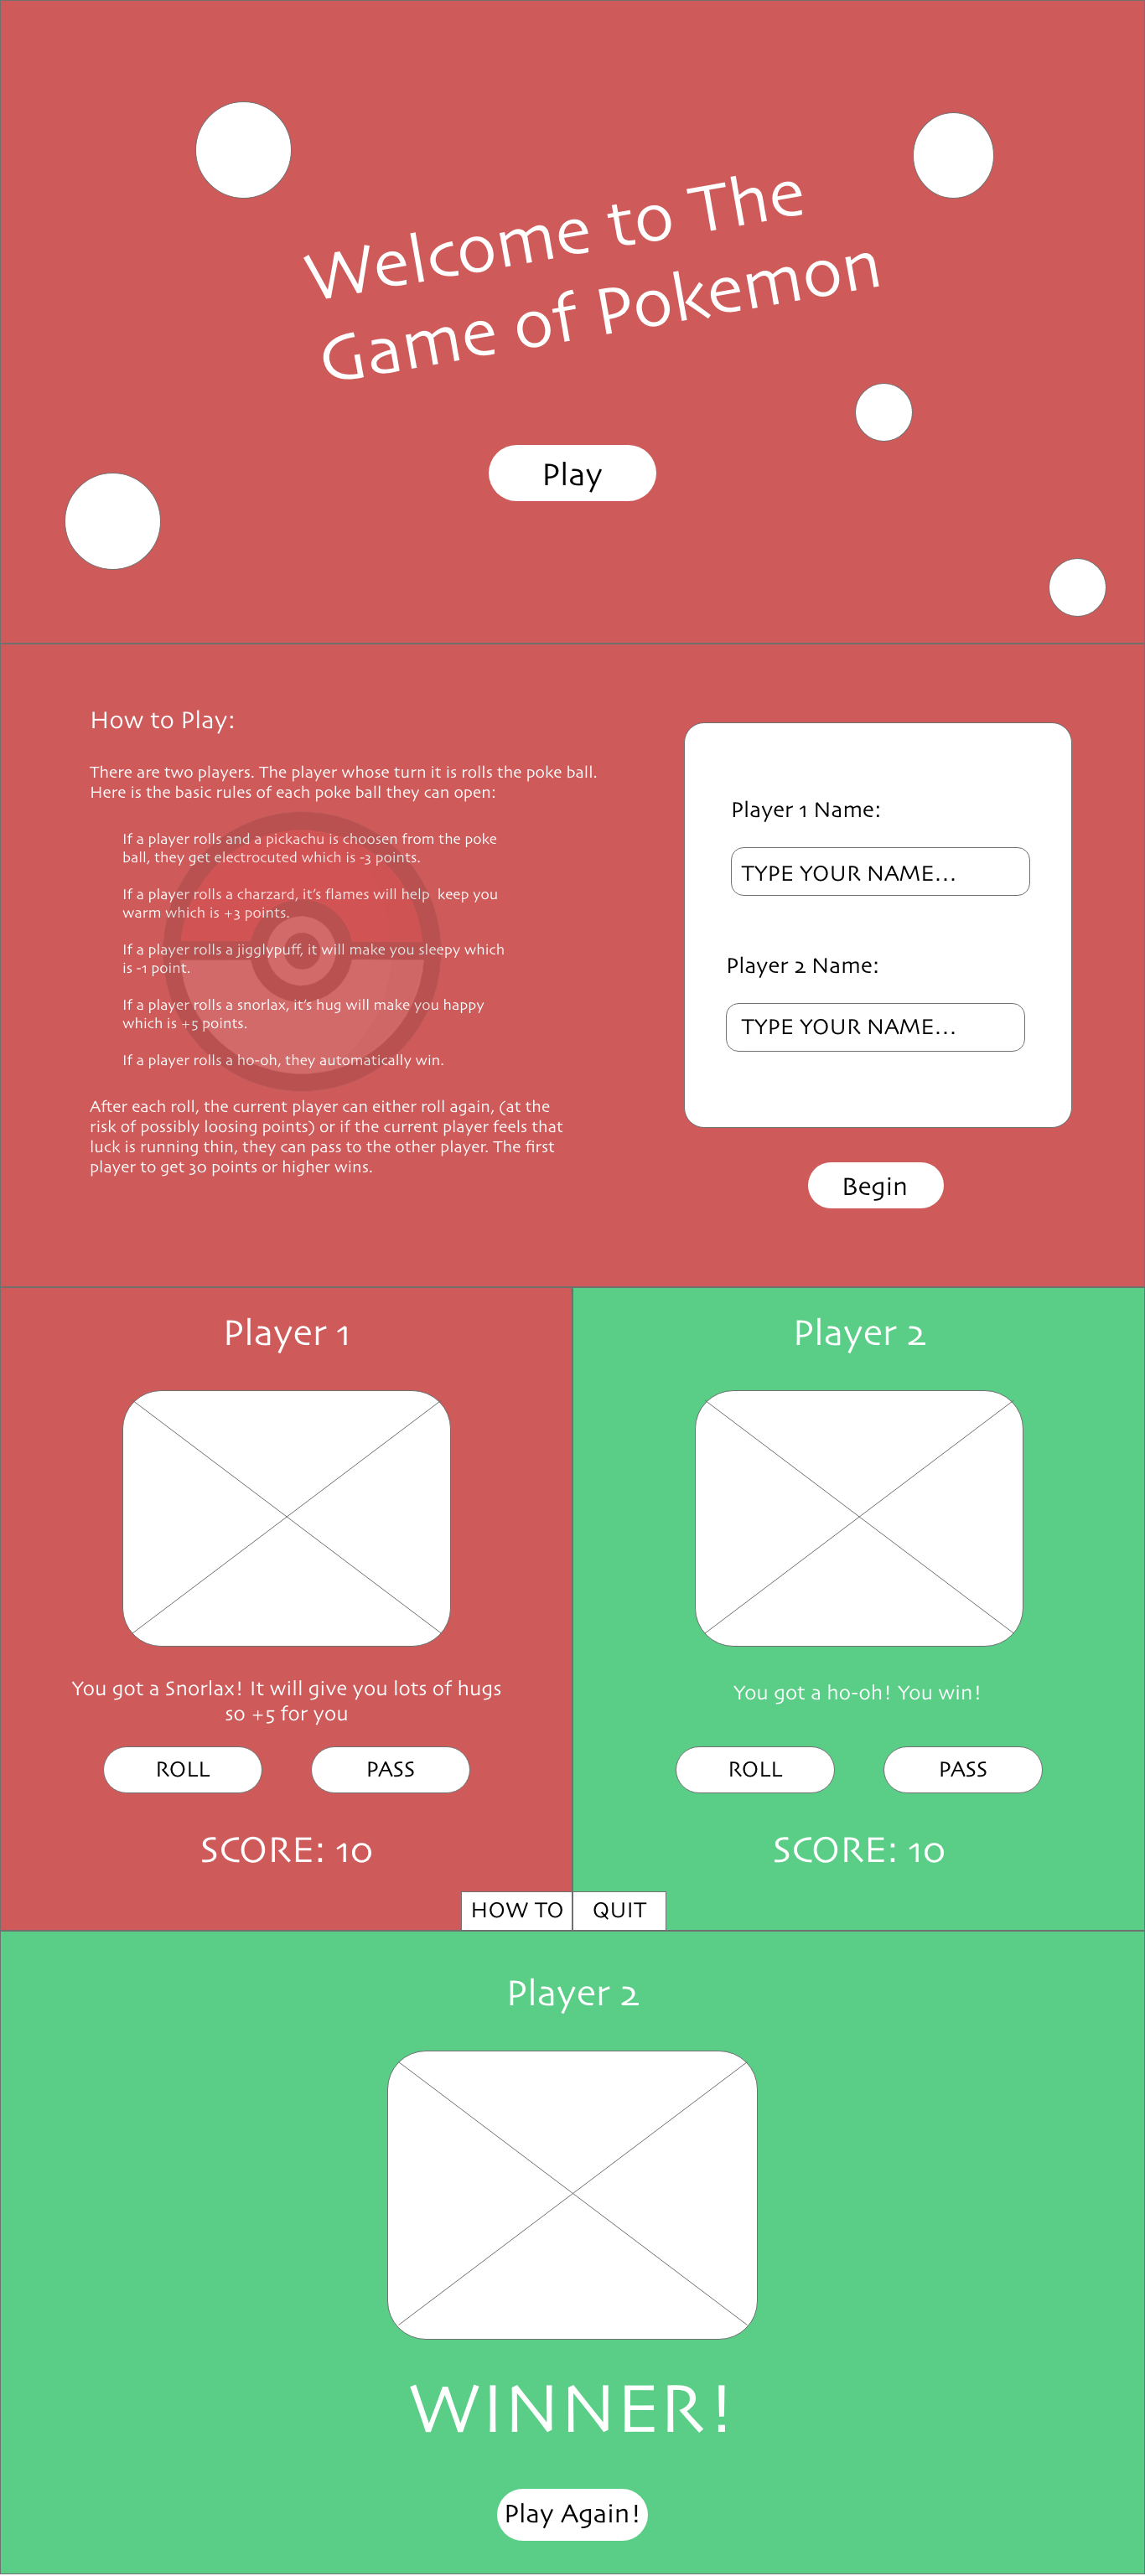 Welcome to The
Game of Pokemon
Play
How to Play:
There are two players. The player whose turn it is rolls the poke ball.
Here is the basic rules of each poke ball they can open:
If a player rolls and a pickachu is choosen from the poke
ball, they get electrocuted which is -3 points.
If a player rolls a charzard, it's flames will help  keep you
warm which is +3 points.
If a player rolls a jigglypuff, it will make you sleepy which
is -1 point.
If a player rolls a snorlax, it's hug will make you happy
which is +5 points.
If a player rolls a ho-oh, they automatically win.
After each roll, the current player can either roll again, (at the
risk of possibly loosing points) or if the current player feels that
luck is running thin, they can pass to the other player. The first
player to get 30 points or higher wins.
Player 1 Name:
TYPE YOUR NAME...
Player 2 Name:
TYPE YOUR NAME...
Begin
Player 1
You got a Snorlax! It will give you lots of hugs
so +5 for you
ROLL PASS
SCORE: 10
Player 2
You got a ho-oh! You win!
ROLL PASS
SCORE: 10
HOW TO QUIT
Player 2
WINNER!
Play Again!